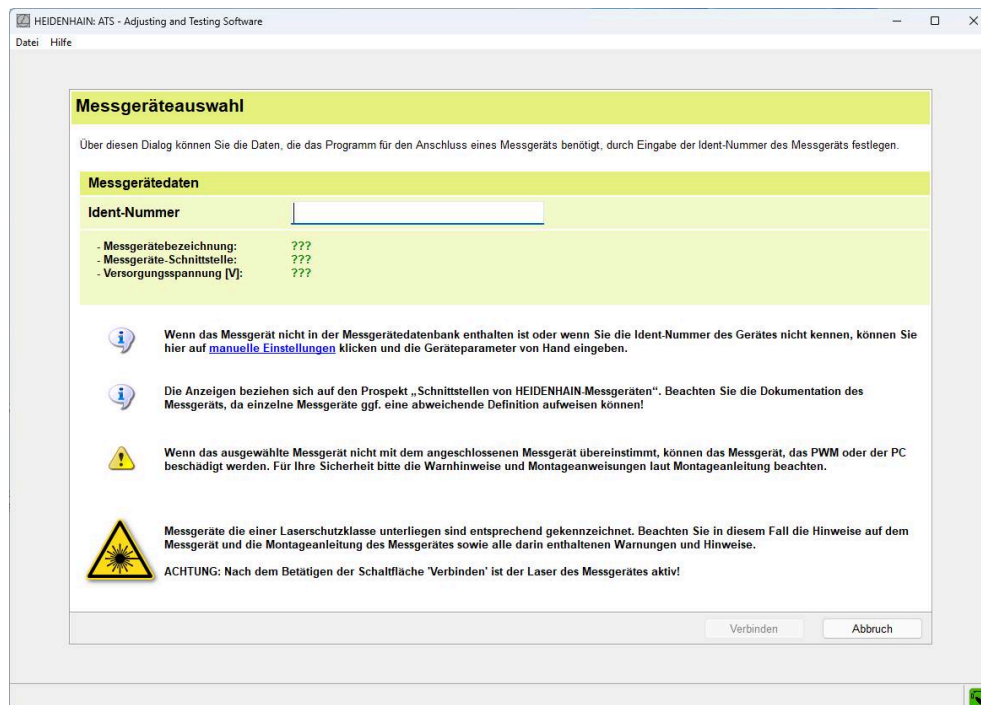 HEIDENHAIN: ATS - Adjusting and Testing Software
Datei Hilfe
Messgeräteauswahl
Über diesen Dialog können Sie die Daten, die das Programm für den Anschluss eines Messgeräts benötigt, durch Eingabe der Ident-Nummer des Messgeräts festlegen.
Messgerätedaten
Ident-Nummer
- Messgerätebezeichnung: ???
- Messgeräte-Schnittstelle: ???
- Versorgungsspannung [V]: ???
Wenn das Messgerät nicht in der Messgerätedatenbank enthalten ist oder wenn Sie die Ident-Nummer des Gerätes nicht kennen, können Sie
hier auf manuelle Einstellungen klicken und die Geräteparameter von Hand eingeben.
Die Anzeigen beziehen sich auf den Prospekt „Schnittstellen von HEIDENHAIN-Messgeräten“. Beachten Sie die Dokumentation des
Messgeräts, da einzelne Messgeräte ggf. eine abweichende Definition aufweisen können!
Wenn das ausgewählte Messgerät nicht mit dem angeschlossenen Messgerät übereinstimmt, können das Messgerät, das PWM oder der PC
beschädigt werden. Für Ihre Sicherheit bitte die Warnhinweise und Montageanweisungen laut Montageanleitung beachten.
Messgeräte die einer Laserschutzklasse unterliegen sind entsprechend gekennzeichnet. Beachten Sie in diesem Fall die Hinweise auf dem
Messgerät und die Montageanleitung des Messgerätes sowie alle darin enthaltenen Warnungen und Hinweise.
ACHTUNG: Nach dem Betätigen der Schaltfläche 'Verbinden' ist der Laser des Messgerätes aktiv!
Verbinden Abbruch